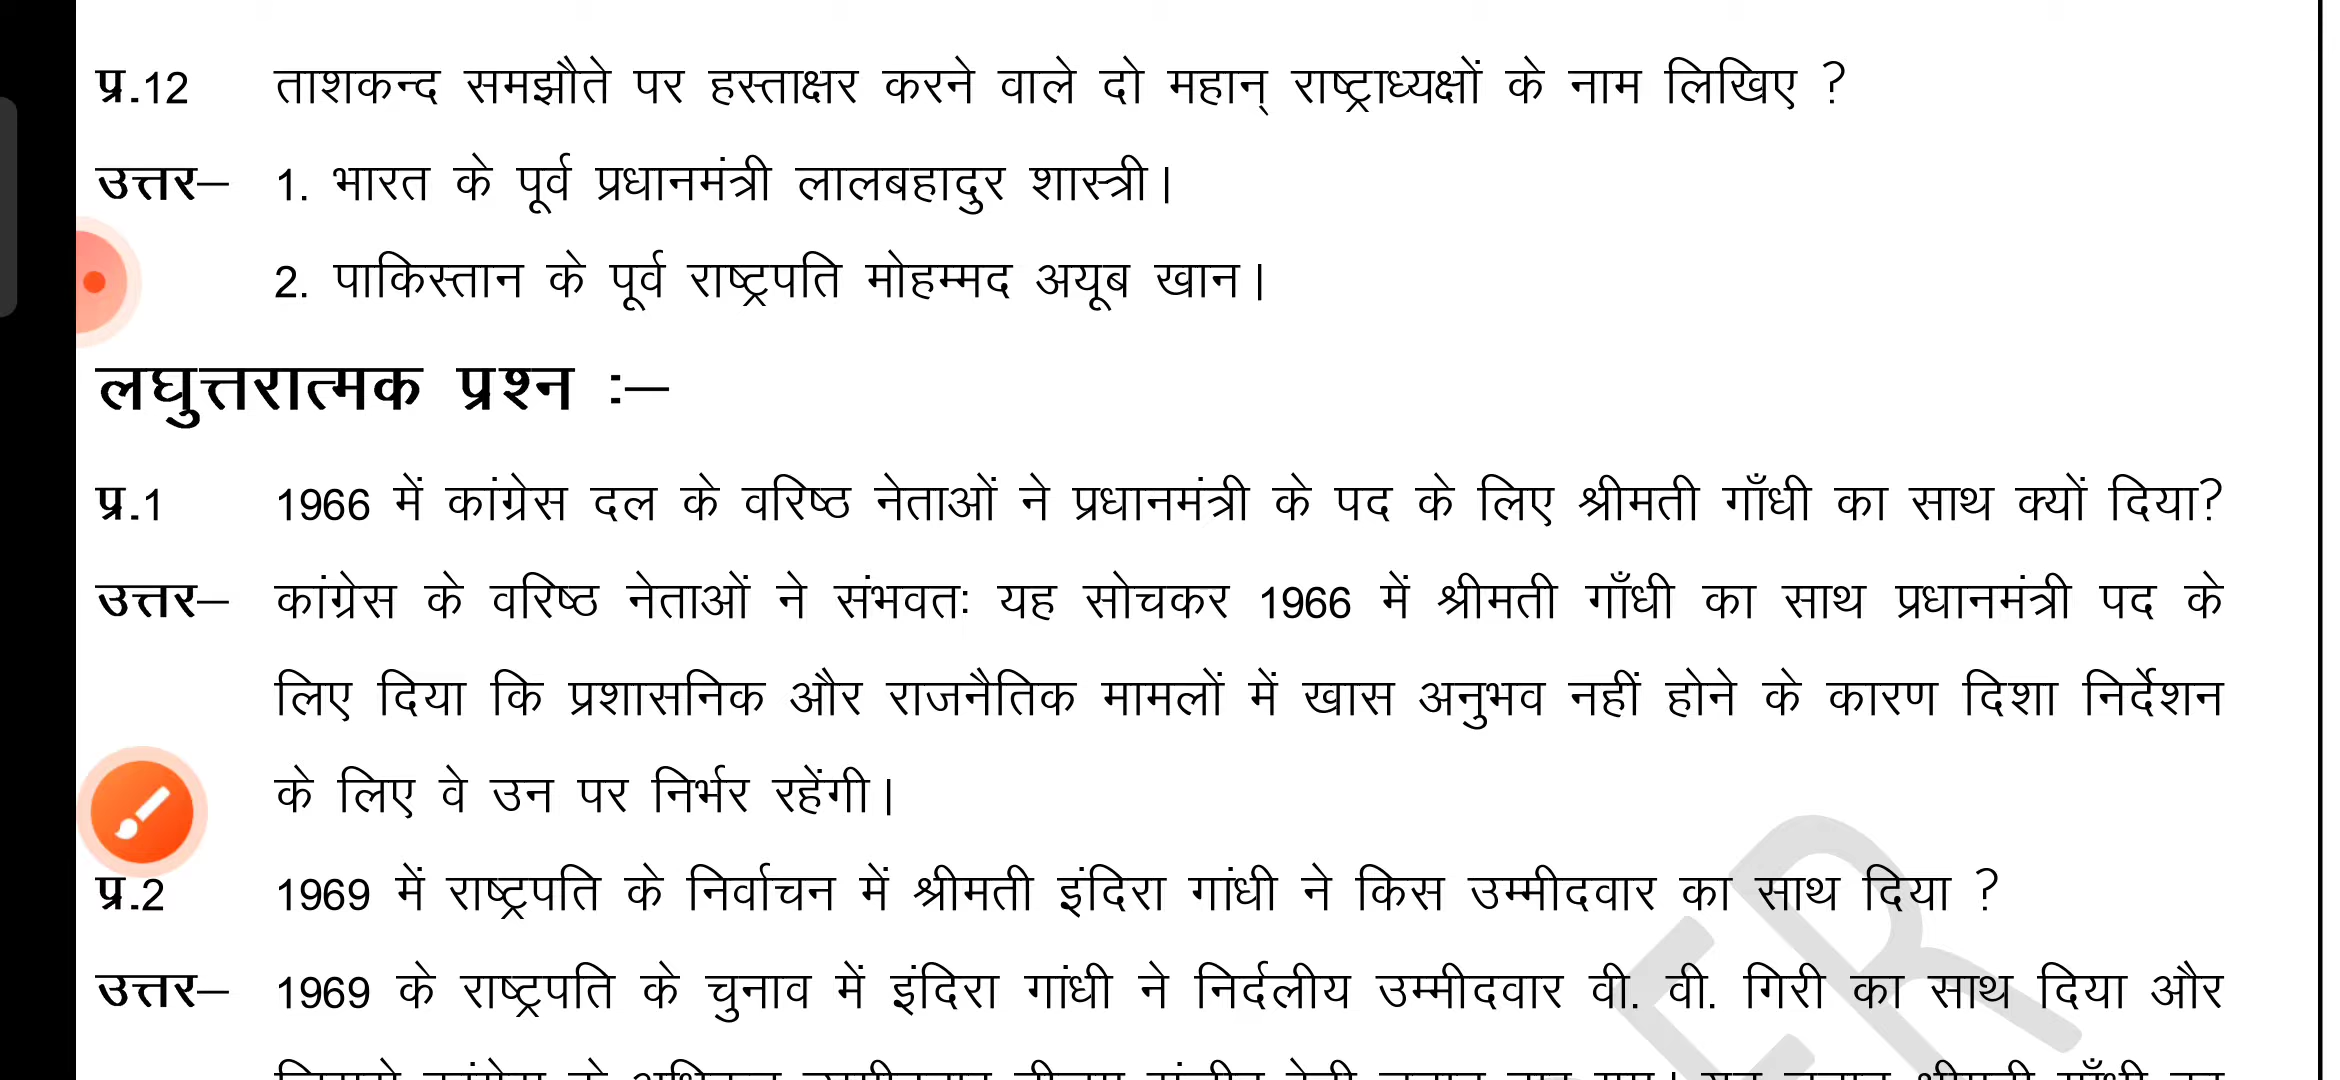 प्र.12 ताशकन्द समझौते पर हस्ताक्षर करने वाले दो महान् राष्ट्राध्यक्षों के नाम लिखिए ?
उत्तर– 1. भारत के पूर्व प्रधानमंत्री लालबहादुर शास्त्री।
2. पाकिस्तान के पूर्व राष्ट्रपति मोहम्मद अयूब खान।
लघुत्तरात्मक प्रश्न :–
प्र.1 1966 में कांग्रेस दल के वरिष्ठ नेताओं ने प्रधानमंत्री के पद के लिए श्रीमती गाँधी का साथ क्यों दिया?
उत्तर– कांग्रेस के वरिष्ठ नेताओं ने संभवतः यह सोचकर 1966 में श्रीमती गाँधी का साथ प्रधानमंत्री पद के
लिए दिया कि प्रशासनिक और राजनैतिक मामलों में खास अनुभव नहीं होने के कारण दिशा निर्देशन
के लिए वे उन पर निर्भर रहेंगी।
प्र.2 1969 में राष्ट्रपति के निर्वाचन में श्रीमती इंदिरा गांधी ने किस उम्मीदवार का साथ दिया ?
उत्तर– 1969 के राष्ट्रपति के चुनाव में इंदिरा गांधी ने निर्दलीय उम्मीदवार वी. वी. गिरी का साथ दिया और